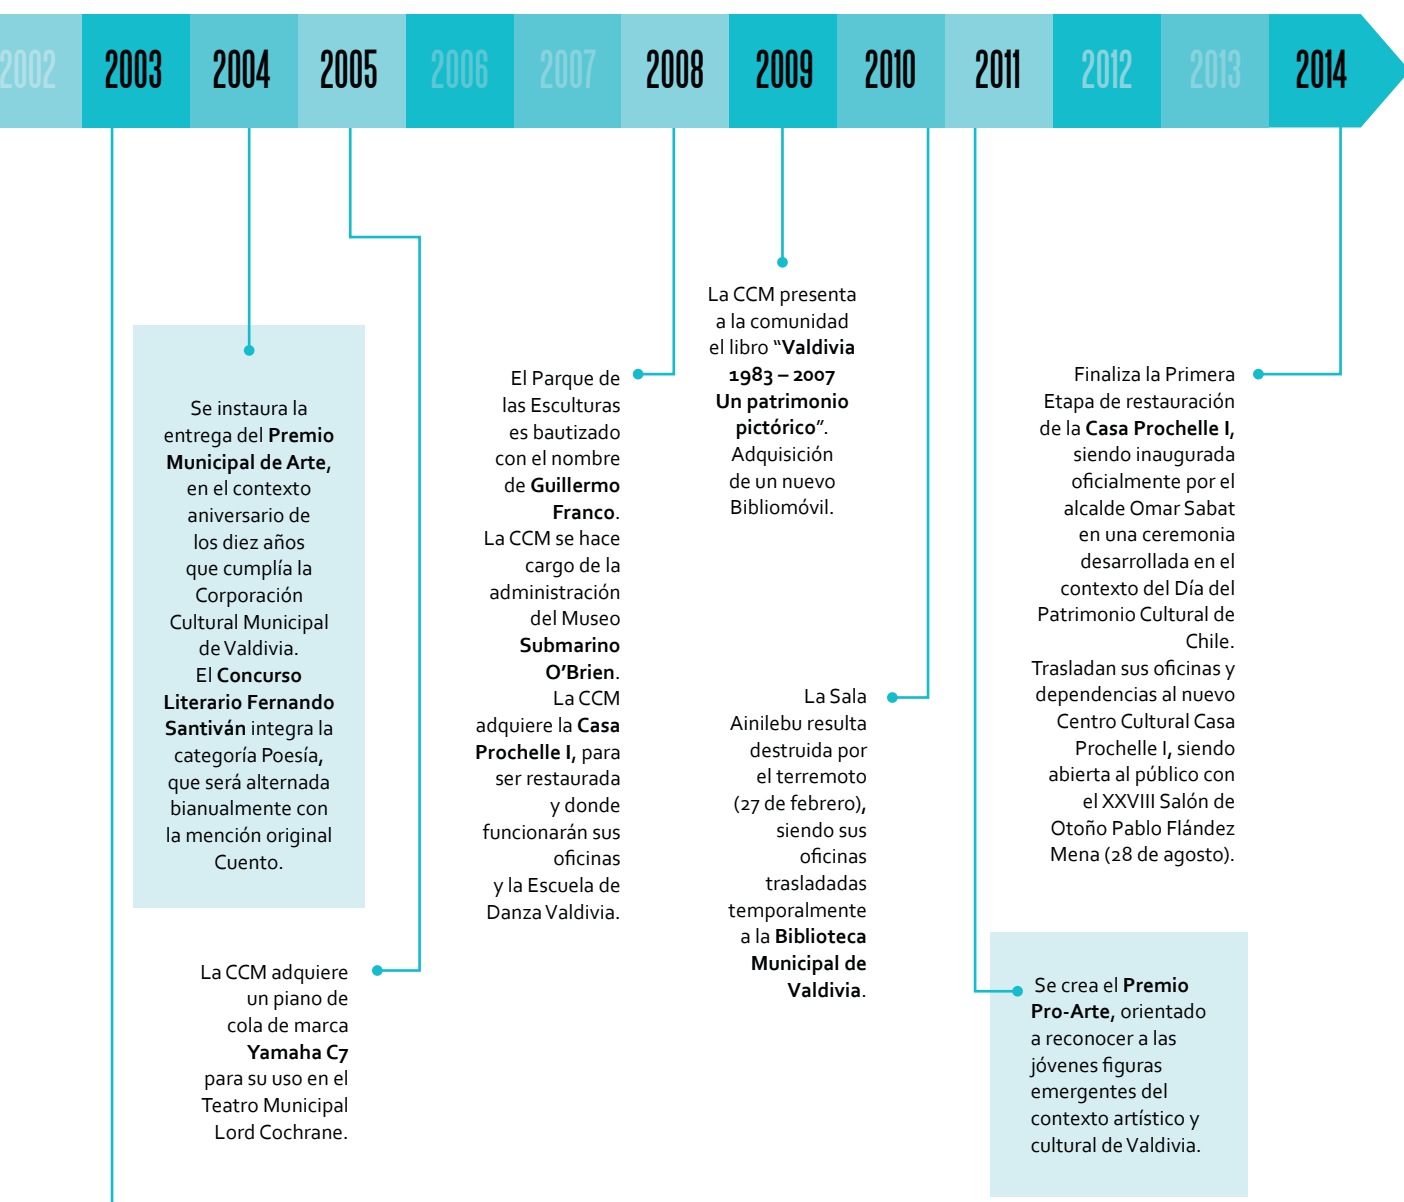 2002 2003 2004 2005 2006 2007 2008 2009 2010 2011 2012 2013 2014
Se instaura la
entrega del Premio
Municipal de Arte,
en el contexto
aniversario de
los diez años
que cumplía la
Corporación
Cultural Municipal
de Valdivia.
El Concurso
Literario Fernando
Santiván integra la
categoría Poesía,
que será alternada
bianualmente con
la mención original
Cuento.
La CCM adquiere
un piano de
cola de marca
Yamaha C7
para su uso en el
Teatro Municipal
Lord Cochrane.
El Parque de
las Esculturas
es bautizado
con el nombre
de Guillermo
Franco.
La CCM se hace
cargo de la
administración
del Museo
Submarino
O’Brien.
La CCM
adquiere la Casa
Prochelle I, para
ser restaurada
y donde
funcionarán sus
oficinas
y la Escuela de
Danza Valdivia.
La CCM presenta
a la comunidad
el libro “Valdivia
1983 – 2007
Un patrimonio
pictórico”.
Adquisición
de un nuevo
Bibliomóvil.
La Sala
Ainilebu resulta
destruida por
el terremoto
(27 de febrero),
siendo sus
oficinas
trasladadas
temporalmente
a la Biblioteca
Municipal de
Valdivia.
Se crea el Premio
Pro-Arte, orientado
a reconocer a las
jóvenes figuras
emergentes del
contexto artístico y
cultural de Valdivia.
Finaliza la Primera
Etapa de restauración
de la Casa Prochelle I,
siendo inaugurada
oficialmente por el
alcalde Omar Sabat
en una ceremonia
desarrollada en el
contexto del Día del
Patrimonio Cultural de
Chile.
Trasladan sus oficinas y
dependencias al nuevo
Centro Cultural Casa
Prochelle I, siendo
abierta al público con
el XXVIII Salón de
Otoño Pablo Flández
Mena (28 de agosto).